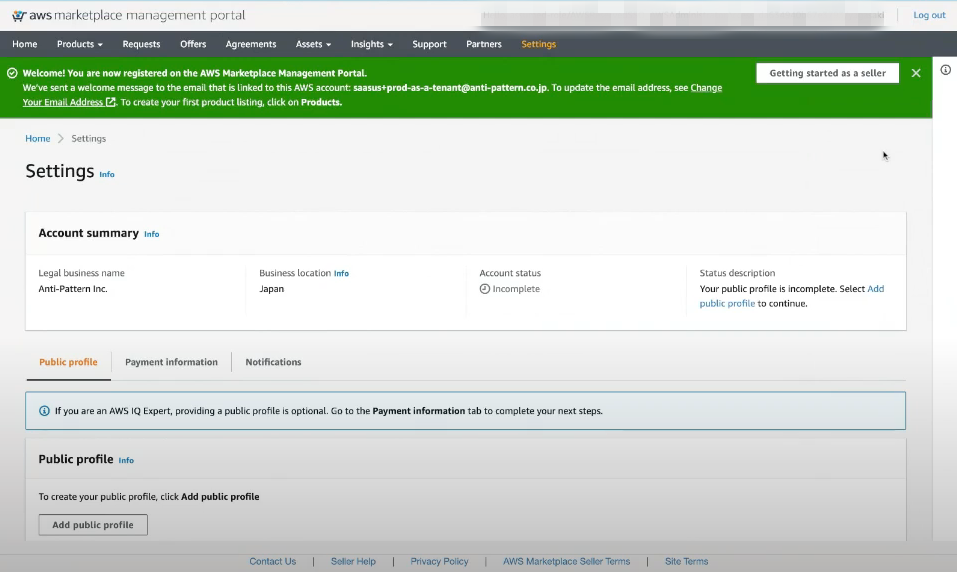 aws marketplace management portal
Log out
Home Products Requests Offers Agreements Assets Insights Support Partners Settings
Welcome! You are now registered on the AWS Marketplace Management Portal.
We've sent a welcome message to the email that is linked to this AWS account: saasus+prod-as-a-tenant@anti-pattern.co.jp. To update the email address, see Change
Your Email Address. To create your first product listing, click on Products.
Getting started as a seller
Home > Settings
Settings Info
Account summary Info
Legal business name
Anti-Pattern Inc.
Business location Info
Japan
Account status
Incomplete
Status description
Your public profile is incomplete. Select Add
public profile to continue.
Public profile Payment information Notifications
If you are an AWS IQ Expert, providing a public profile is optional. Go to the Payment information tab to complete your next steps.
Public profile Info
To create your public profile, click Add public profile
Add public profile
Contact Us | Seller Help | Privacy Policy | AWS Marketplace Seller Terms | Site Terms